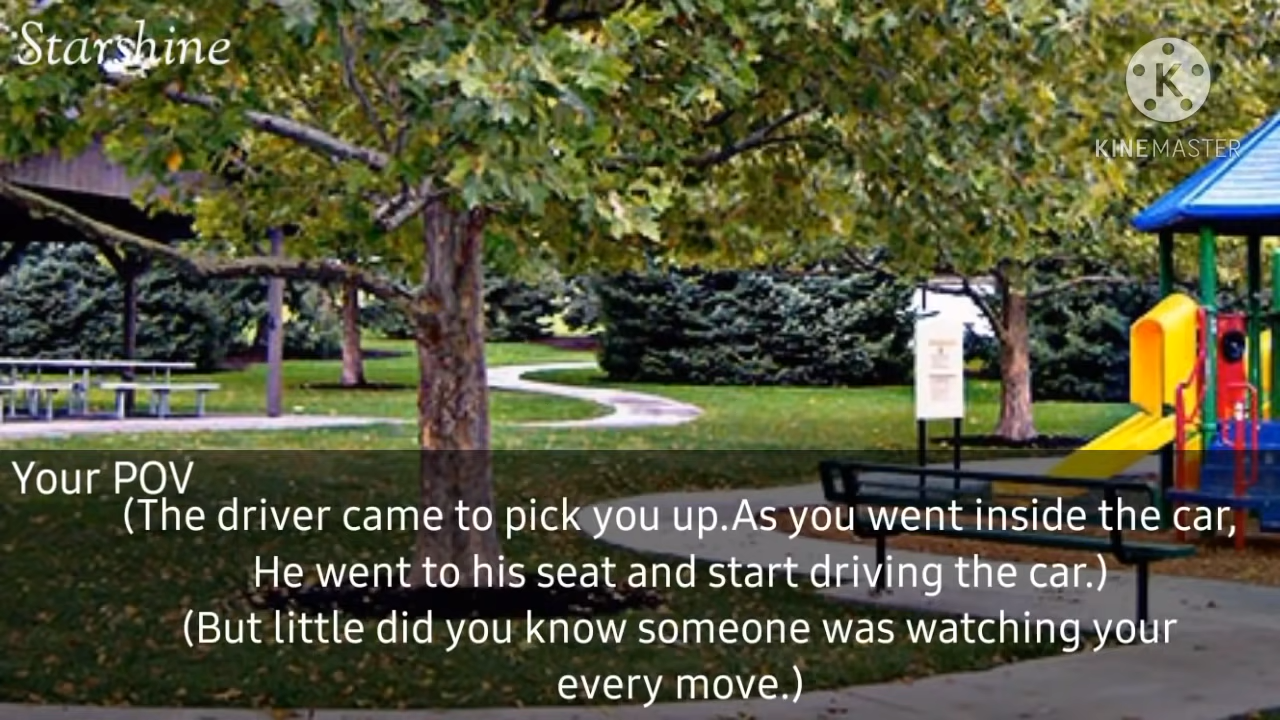 Starshine
K
KINEMASTER
Your POV
(The driver came to pick you up.As you went inside the car,
He went to his seat and start driving the car.)
(But little did you know someone was watching your
every move.)